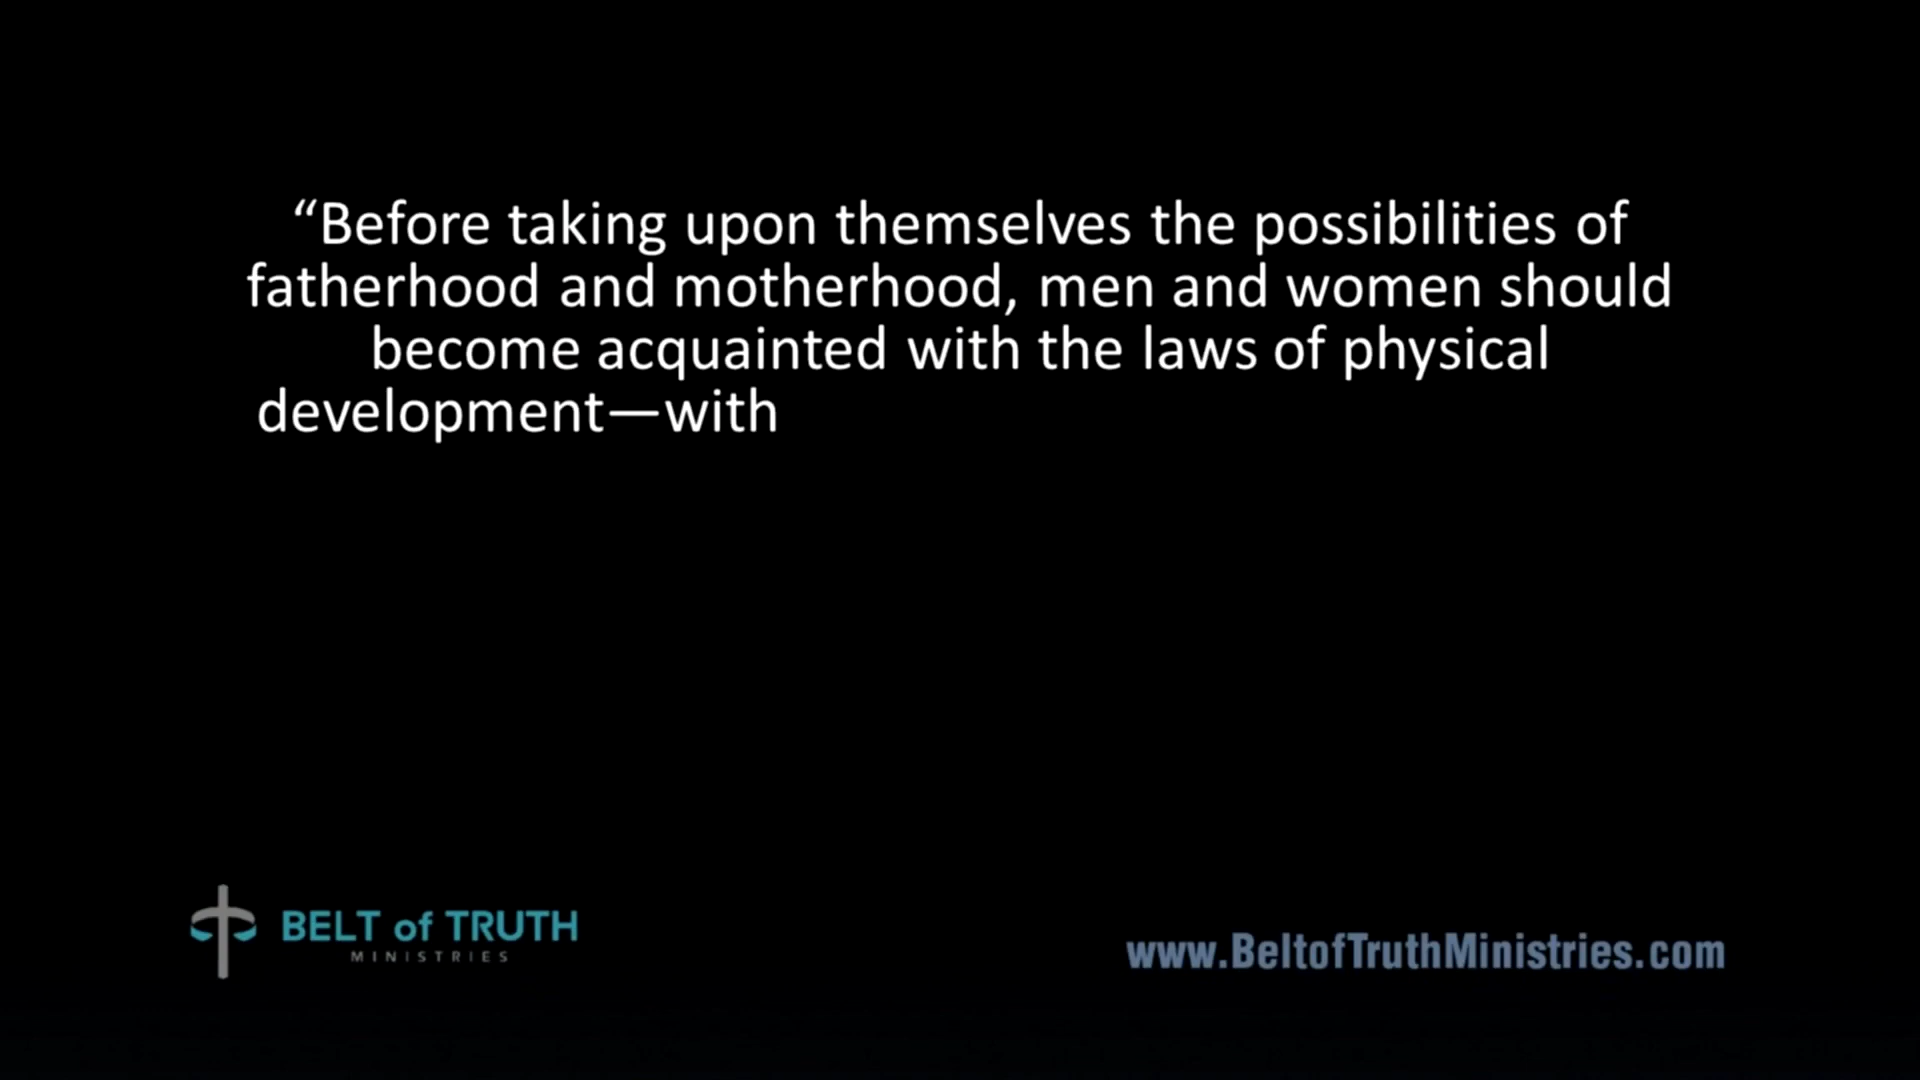 “Before taking upon themselves the possibilities of
fatherhood and motherhood, men and women should
become acquainted with the laws of physical
development—with
BELT of TRUTH
MINISTRIES
www.BeltofTruthMinistries.com